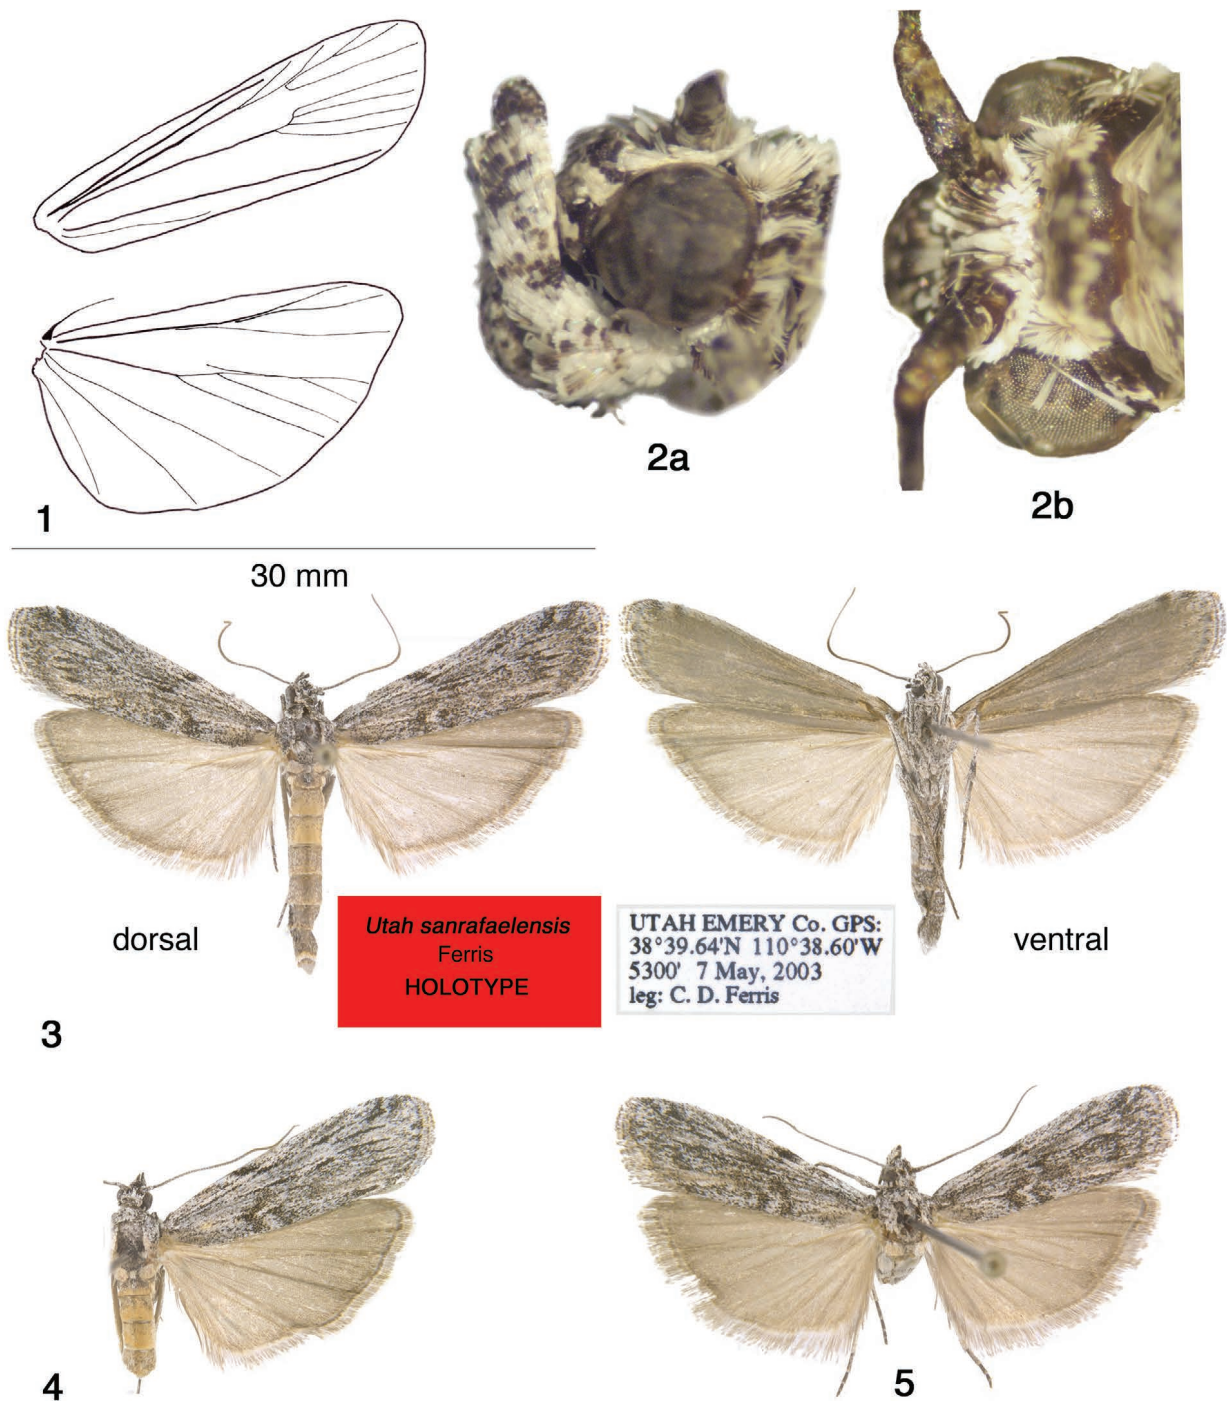 1
2a
2b
30 mm
dorsal
Utah sanrafaelensis
Ferris
HOLOTYPE
UTAH EMERY Co. GPS:
38°39.64'N 110°38.60'W
5300' 7 May, 2003
leg: C. D. Ferris
ventral
3
4
5